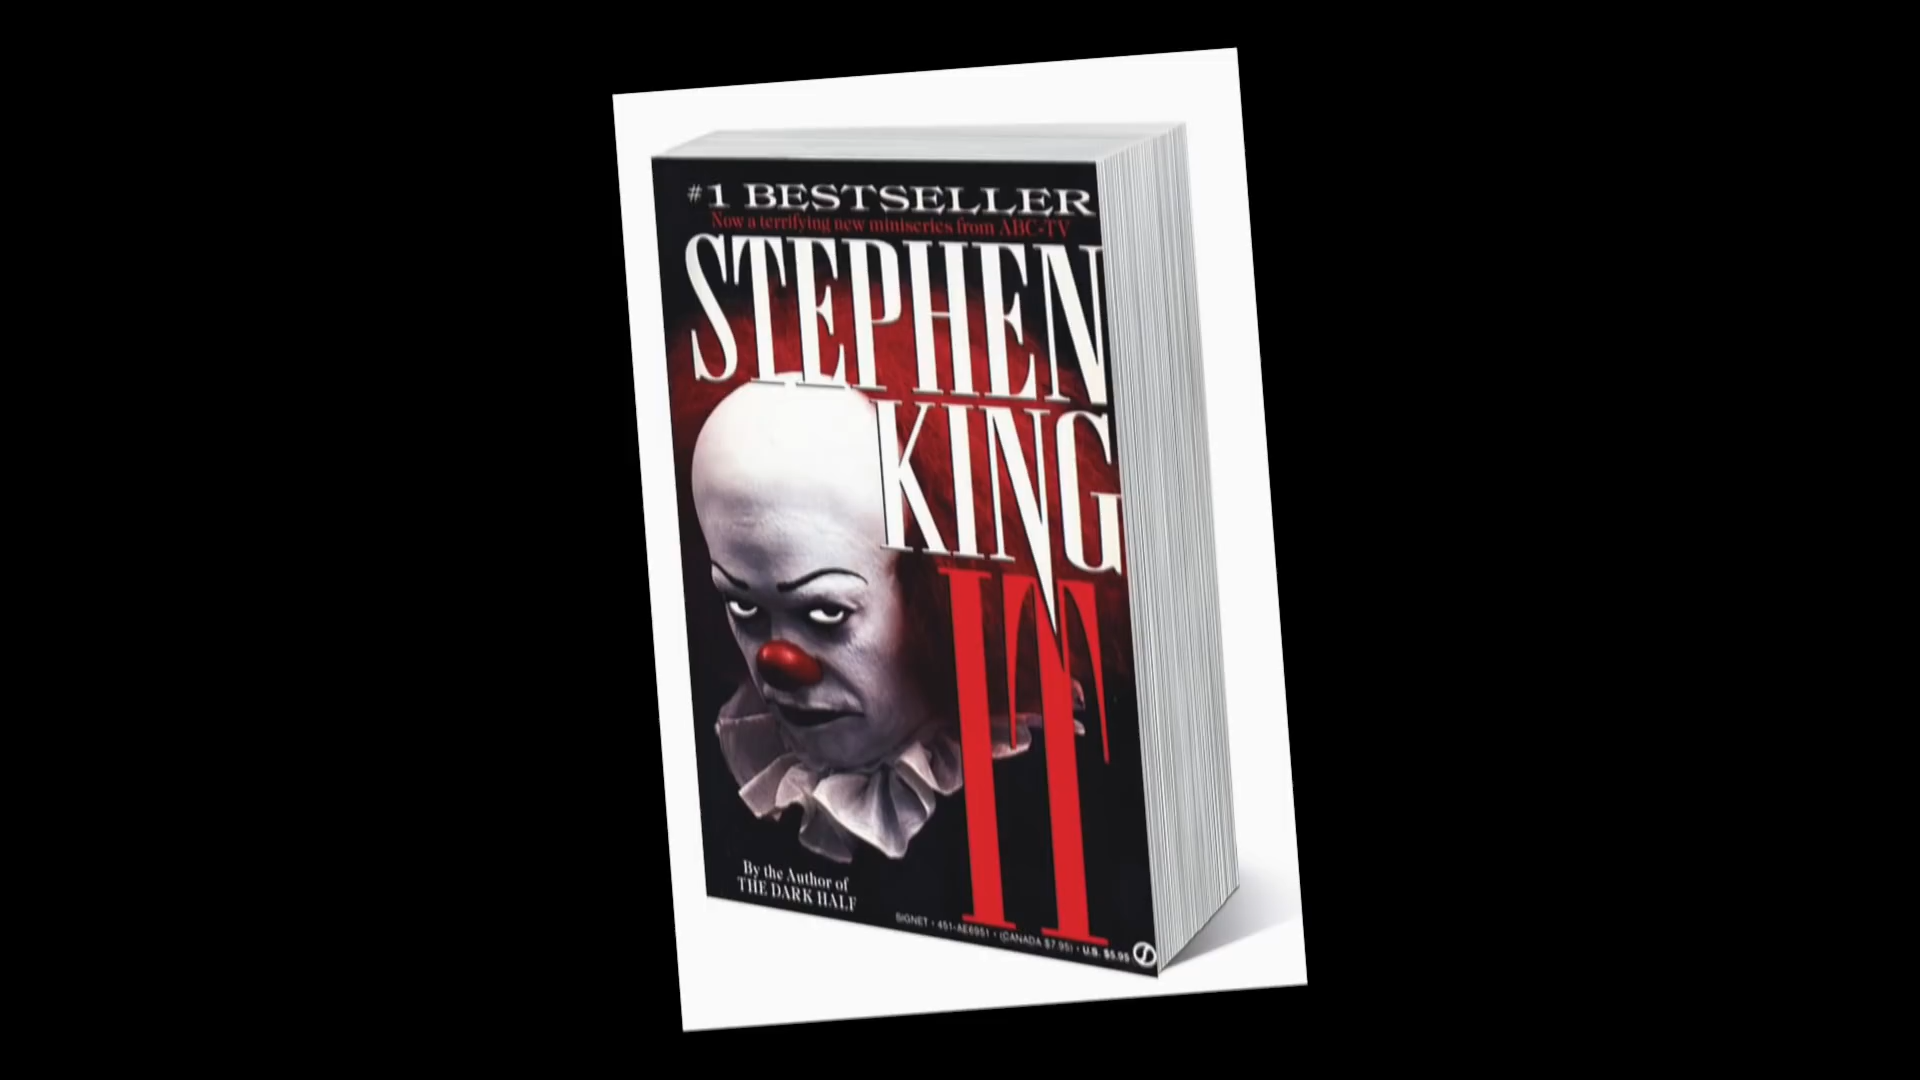 #1 BESTSELLER
Now a terrifying new miniseries from ABC-TV
STEPHEN
KING
IT
By the Author of
THE DARK HALF
SIGNET • 451-AE6951 • (CANADA $7.95) • U.S. $5.95